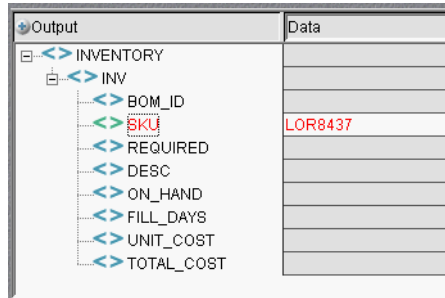 Output Data
INVENTORY
INV
BOM_ID
SKU LOR8437
REQUIRED
DESC
ON_HAND
FILL_DAYS
UNIT_COST
TOTAL_COST